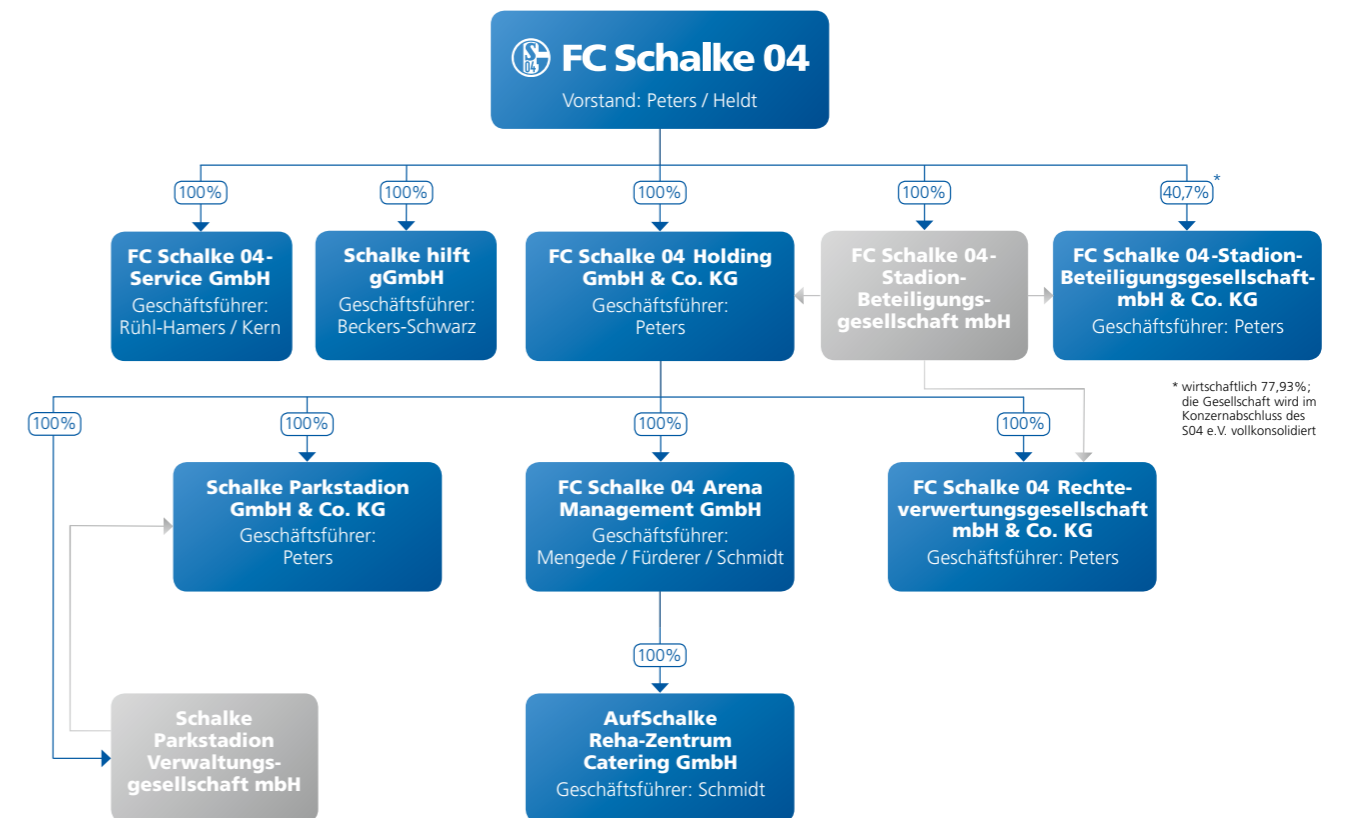 S 04 FC Schalke 04
Vorstand: Peters / Heldt
100%
100%
100%
100%
40,7% *
FC Schalke 04-
Service GmbH
Geschäftsführer:
Rühl-Hamers / Kern
Schalke hilft
gGmbH
Geschäftsführer:
Beckers-Schwarz
FC Schalke 04 Holding
GmbH & Co. KG
Geschäftsführer:
Peters
FC Schalke 04-
Stadion-
Beteiligungs-
gesellschaft mbH
FC Schalke 04-Stadion-
Beteiligungsgesellschaft-
mbH & Co. KG
Geschäftsführer: Peters
* wirtschaftlich 77,93%;
die Gesellschaft wird im
Konzernabschluss des
S04 e.V. vollkonsolidiert
100%
100%
100%
100%
Schalke Parkstadion
GmbH & Co. KG
Geschäftsführer:
Peters
FC Schalke 04 Arena
Management GmbH
Geschäftsführer:
Mengede / Fürderer / Schmidt
FC Schalke 04 Rechte-
verwertungsgesellschaft
mbH & Co. KG
Geschäftsführer: Peters
100%
Schalke
Parkstadion
Verwaltungs-
gesellschaft mbH
AufSchalke
Reha-Zentrum
Catering GmbH
Geschäftsführer: Schmidt